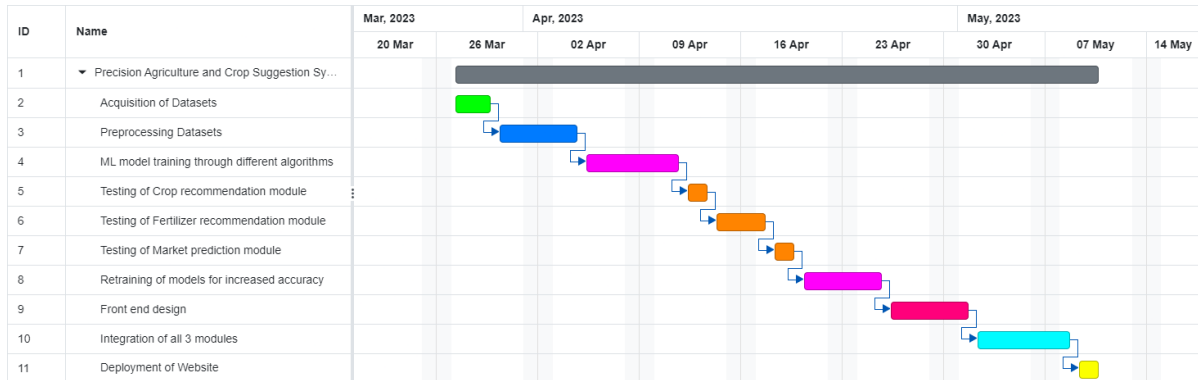 ID Name Mar, 2023 Apr, 2023 May, 2023
20 Mar 26 Mar 02 Apr 09 Apr 16 Apr 23 Apr 30 Apr 07 May 14 May
1 Precision Agriculture and Crop Suggestion Sy...
2 Acquisition of Datasets
3 Preprocessing Datasets
4 ML model training through different algorithms
5 Testing of Crop recommendation module
6 Testing of Fertilizer recommendation module
7 Testing of Market prediction module
8 Retraining of models for increased accuracy
9 Front end design
10 Integration of all 3 modules
11 Deployment of Website